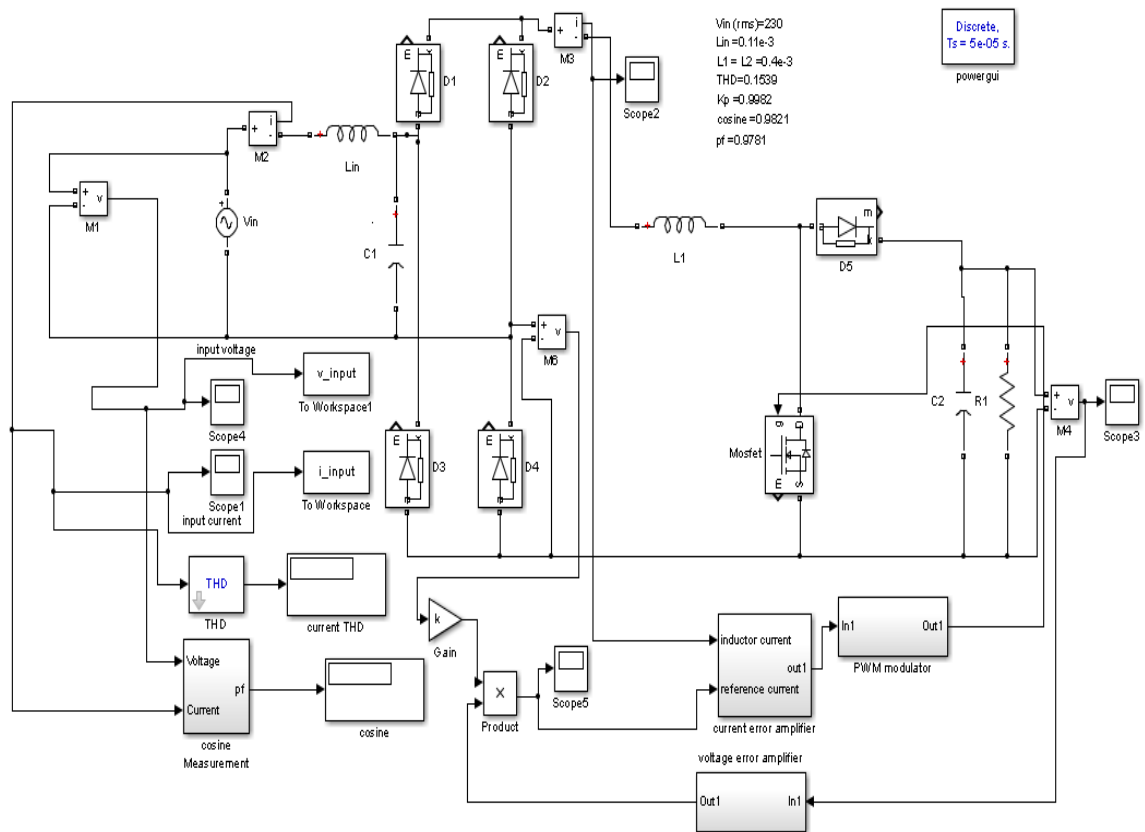 Vin (rms)=230
Lin =0.11e-3
L1 = L2 =0.4e-3
THD=0.1539
Kp =0.9982
cosine =0.9821
pf =0.9781
Discrete,
Ts = 5e-05 s.
powergui
m
D1
m
D2
+
-
i
M3
Scope2
+
-
i
M2
Lin
+
-
v
M1
+
Vin
C1
L1
m
a
k
D5
+
-
v
M6
input voltage
v_input
To Workspace1
Scope4
Scope1
input current
i_input
To Workspace
m
D3
m
D4
g
D
m
S
Mosfet
C2
R1
+
-
v
M4
Scope3
THD
THD
current THD
Voltage
Current
pf
cosine
Measurement
cosine
k
Gain
X
Product
Scope5
inductor current
reference current
out1
current error amplifier
In1
Out1
PWM modulator
voltage error amplifier
Out1
In1